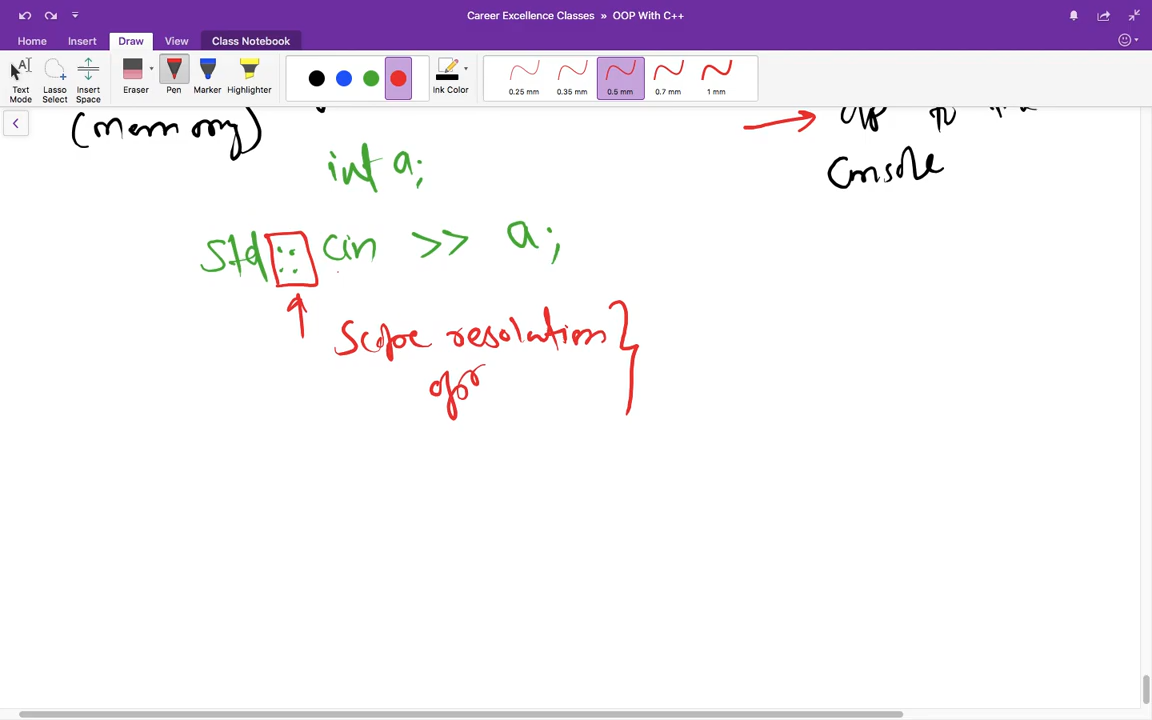 Career Excellence Classes » OOP With C++
Home Insert Draw View Class Notebook
Text Mode
Lasso Select
Insert Space
Eraser
Pen
Marker
Highlighter
Ink Color
0.25 mm
0.35 mm
0.5 mm
0.7 mm
1 mm
(memory)
o/p to the
Console
int a;
std :: cin >> a;
Scope resolution
opr